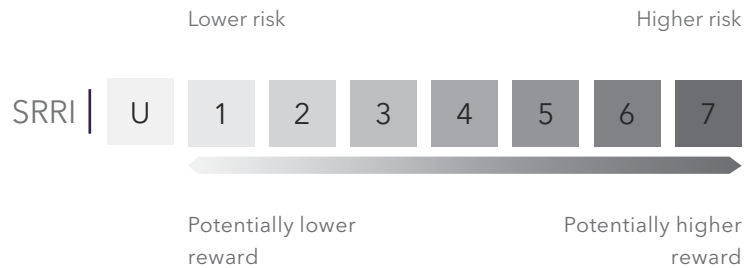 Lower risk Higher risk
SRRI U 1 2 3 4 5 6 7
Potentially lower Potentially higher
reward reward